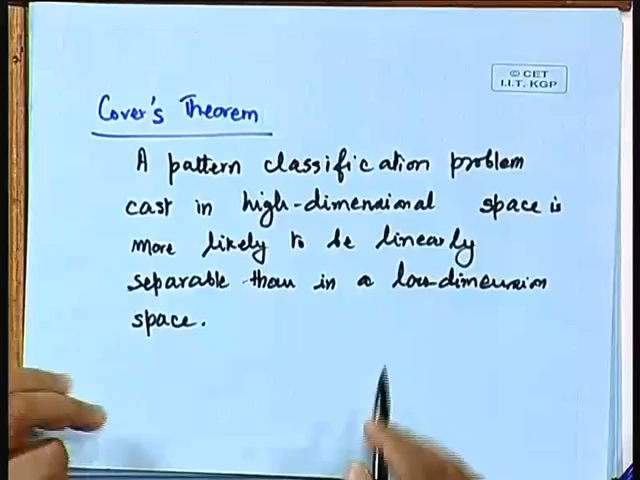 © CET
I.I.T. KGP
Cover's Theorem
A pattern classification problem
cast in high-dimensional space is
more likely to be linearly
separable than in a low-dimension
space.